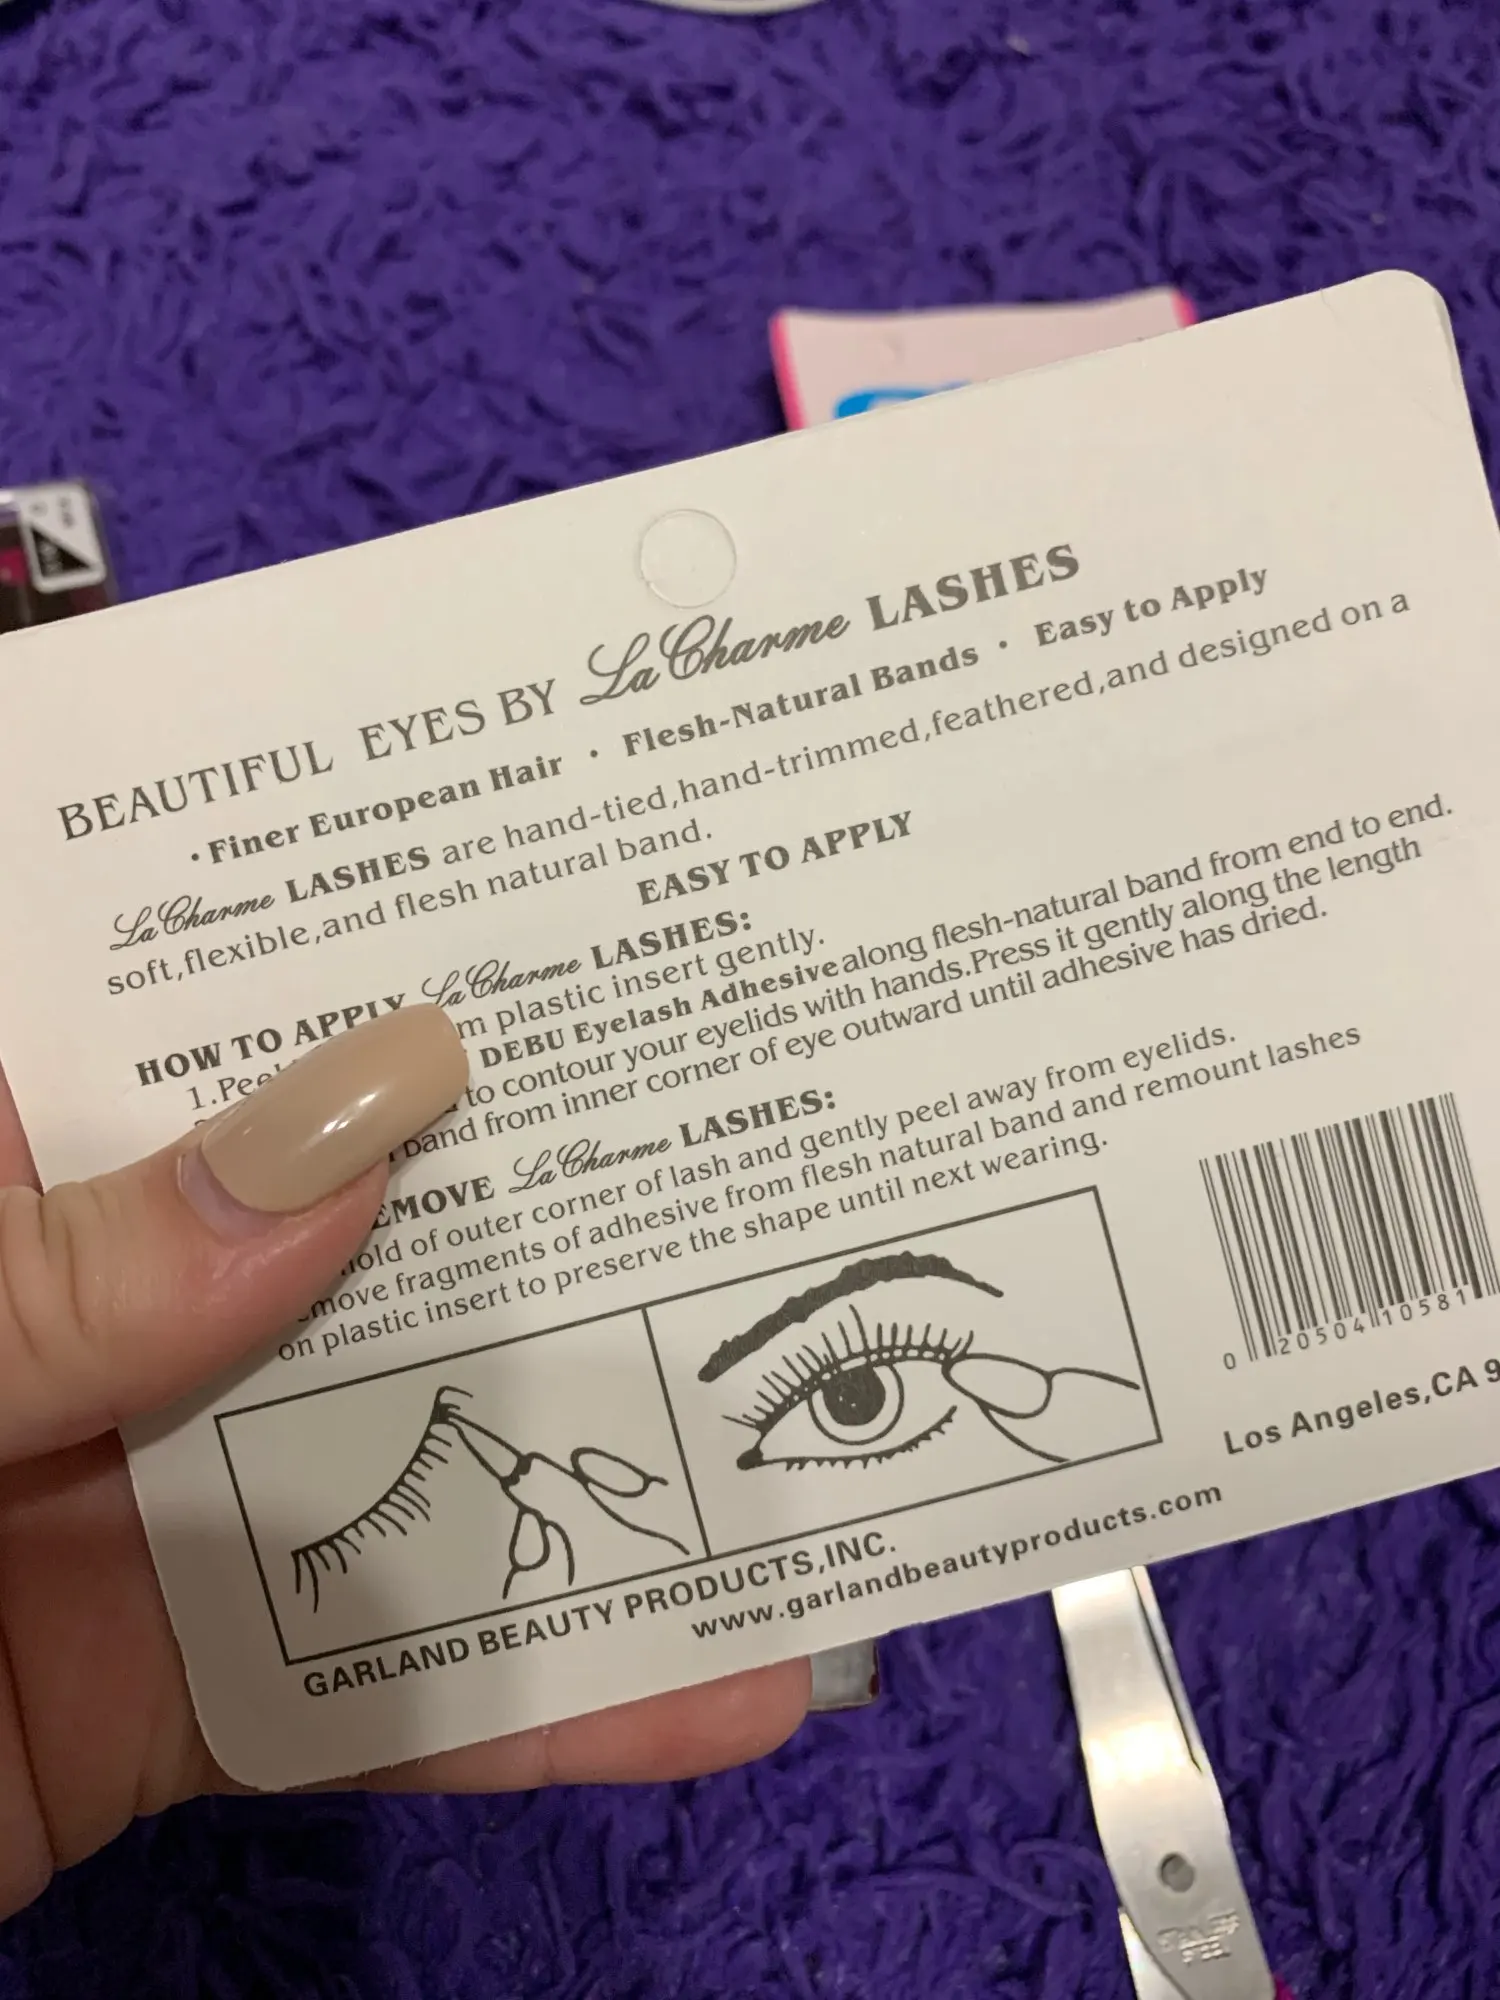 BEAUTIFUL EYES BY La Charme LASHES
· Finer European Hair · Flesh-Natural Bands · Easy to Apply
La Charme LASHES are hand-tied,hand-trimmed,feathered,and designed on a
soft,flexible,and flesh natural band.
EASY TO APPLY
HOW TO APPLY La Charme LASHES:
1.Peel plastic insert gently.
DEBU Eyelash Adhesive along flesh-natural band from end to end.
to contour your eyelids with hands.Press it gently along the length
band from inner corner of eye outward until adhesive has dried.
La Charme LASHES:
of outer corner of lash and gently peel away from eyelids.
fragments of adhesive from flesh natural band and remount lashes
on plastic insert to preserve the shape until next wearing.
0 20504 10581
Los Angeles,CA 9
GARLAND BEAUTY PRODUCTS,INC.
www.garlandbeautyproducts.com